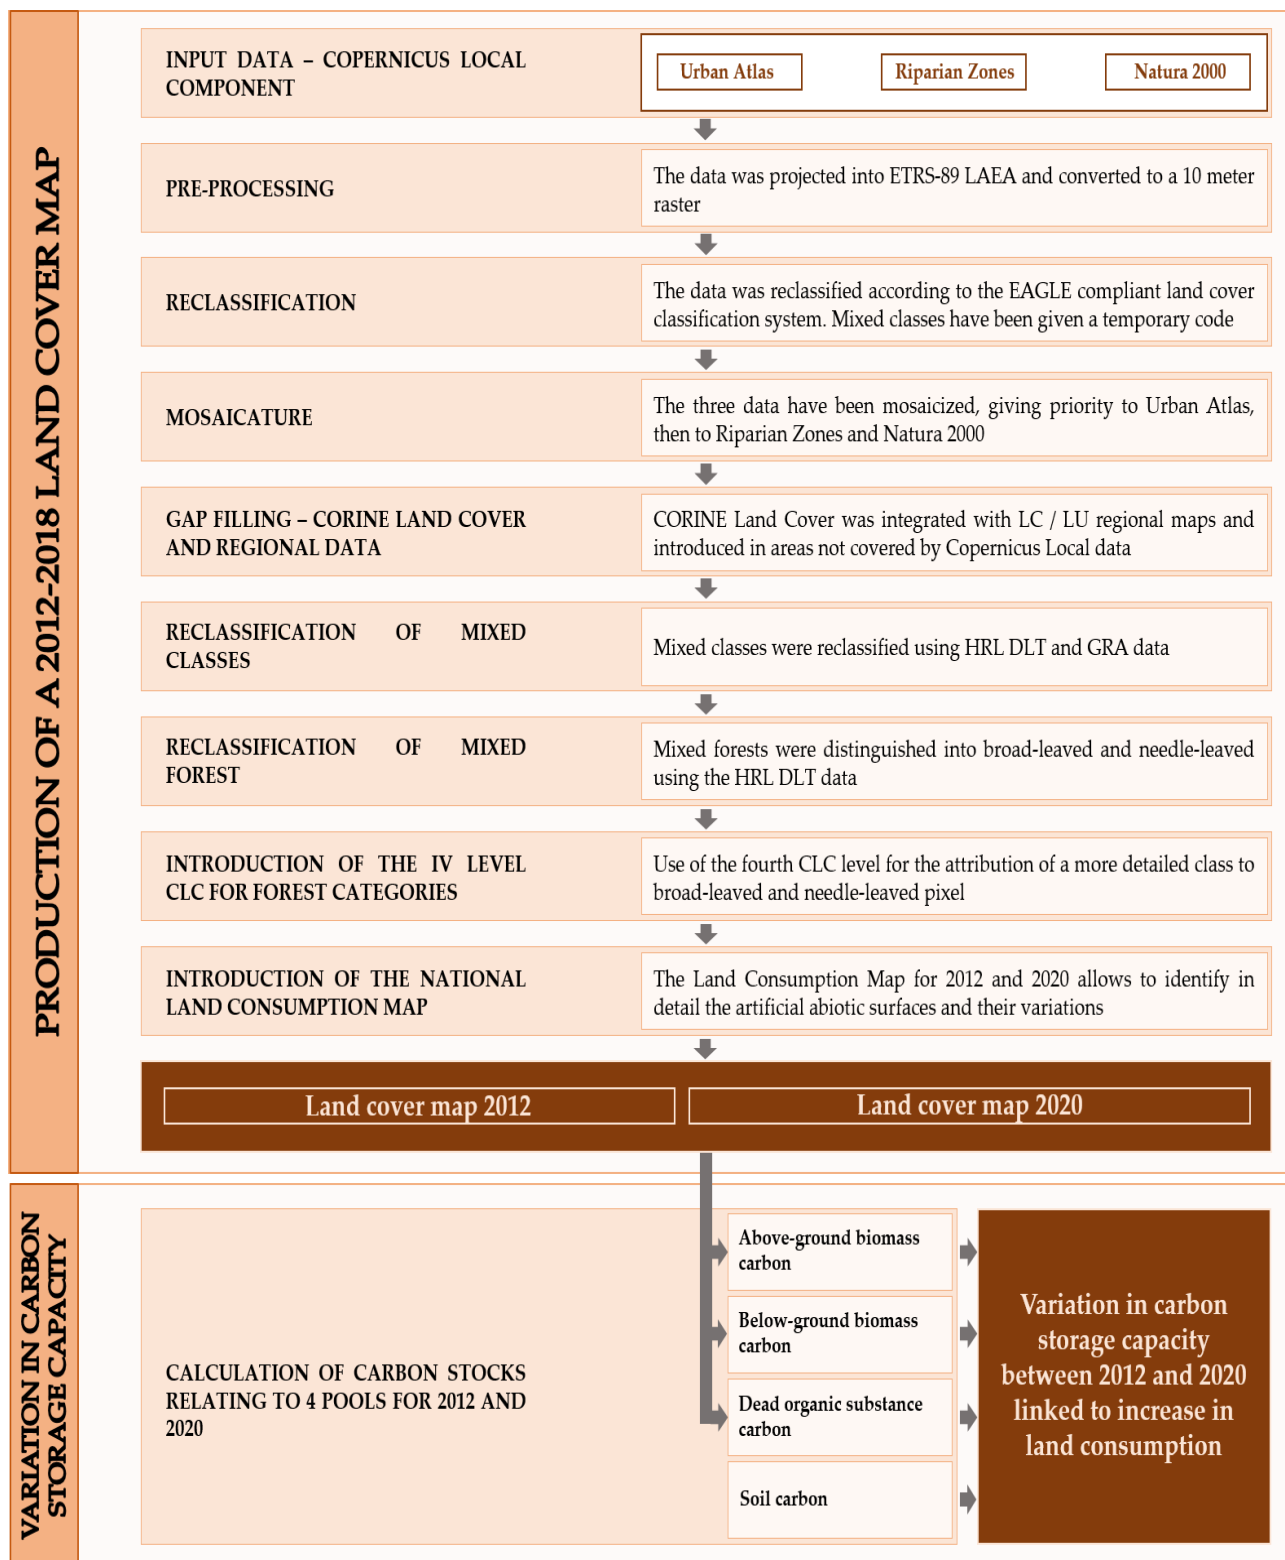 PRODUCTION OF A 2012-2018 LAND COVER MAP
INPUT DATA – COPERNICUS LOCAL
COMPONENT
Urban Atlas
Riparian Zones
Natura 2000
PRE-PROCESSING
The data was projected into ETRS-89 LAEA and converted to a 10 meter
raster
RECLASSIFICATION
The data was reclassified according to the EAGLE compliant land cover
classification system. Mixed classes have been given a temporary code
MOSAICATURE
The three data have been mosaicized, giving priority to Urban Atlas,
then to Riparian Zones and Natura 2000
GAP FILLING – CORINE LAND COVER
AND REGIONAL DATA
CORINE Land Cover was integrated with LC / LU regional maps and
introduced in areas not covered by Copernicus Local data
RECLASSIFICATION OF MIXED
CLASSES
Mixed classes were reclassified using HRL DLT and GRA data
RECLASSIFICATION OF MIXED
FOREST
Mixed forests were distinguished into broad-leaved and needle-leaved
using the HRL DLT data
INTRODUCTION OF THE IV LEVEL
CLC FOR FOREST CATEGORIES
Use of the fourth CLC level for the attribution of a more detailed class to
broad-leaved and needle-leaved pixel
INTRODUCTION OF THE NATIONAL
LAND CONSUMPTION MAP
The Land Consumption Map for 2012 and 2020 allows to identify in
detail the artificial abiotic surfaces and their variations
Land cover map 2012
Land cover map 2020
VARIATION IN CARBON
STORAGE CAPACITY
CALCULATION OF CARBON STOCKS
RELATING TO 4 POOLS FOR 2012 AND
2020
Above-ground biomass
carbon
Below-ground biomass
carbon
Dead organic substance
carbon
Soil carbon
Variation in carbon
storage capacity
between 2012 and 2020
linked to increase in
land consumption